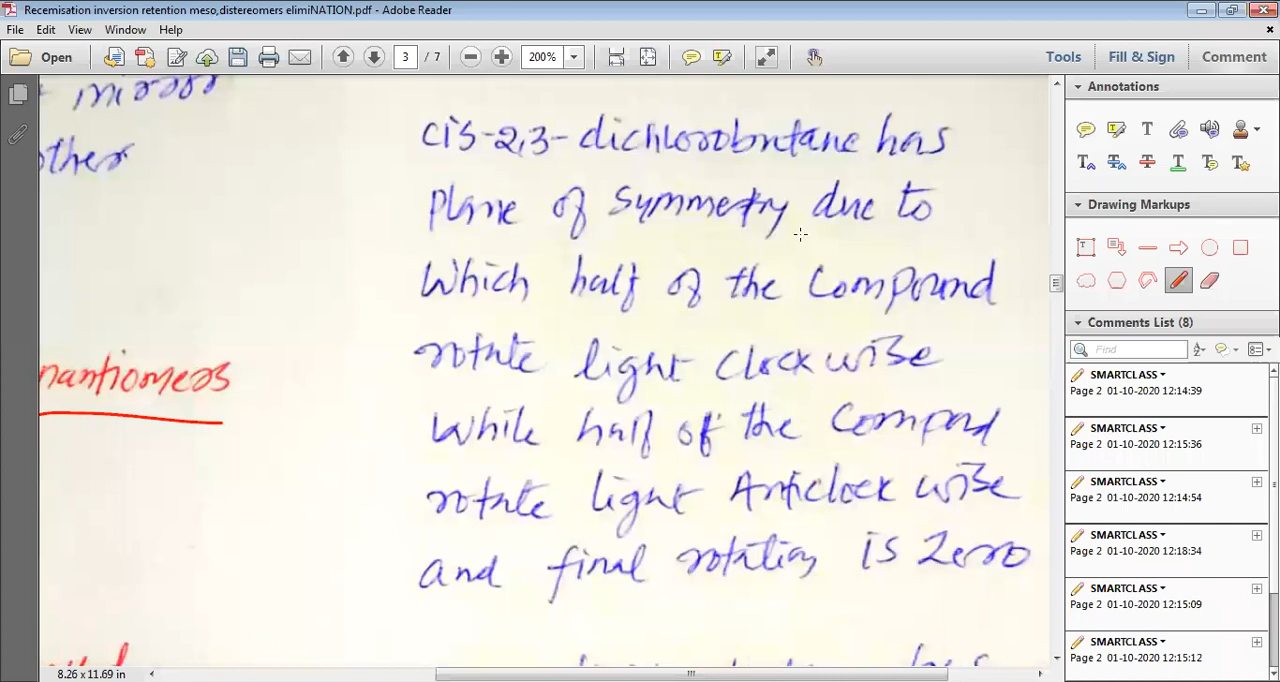 Recemisation inversion retention meso,distereomers elimiNATION.pdf - Adobe Reader
File Edit View Window Help
Open 3 / 7 200% Tools Fill & Sign Comment
mirror
other
cis-2,3-dichlorobutane has
Plane of symmetry due to
Which half of the Compound
rotate light clockwise
While half of the Compond
rotate light Anticlock wise
and final rotation is Zero
nantiomers
has
Annotations
Drawing Markups
Comments List (8)
Find
SMARTCLASS
Page 2 01-10-2020 12:14:39
SMARTCLASS
Page 2 01-10-2020 12:15:36
SMARTCLASS
Page 2 01-10-2020 12:14:54
SMARTCLASS
Page 2 01-10-2020 12:18:34
SMARTCLASS
Page 2 01-10-2020 12:15:09
SMARTCLASS
Page 2 01-10-2020 12:15:12
8.26 x 11.69 in